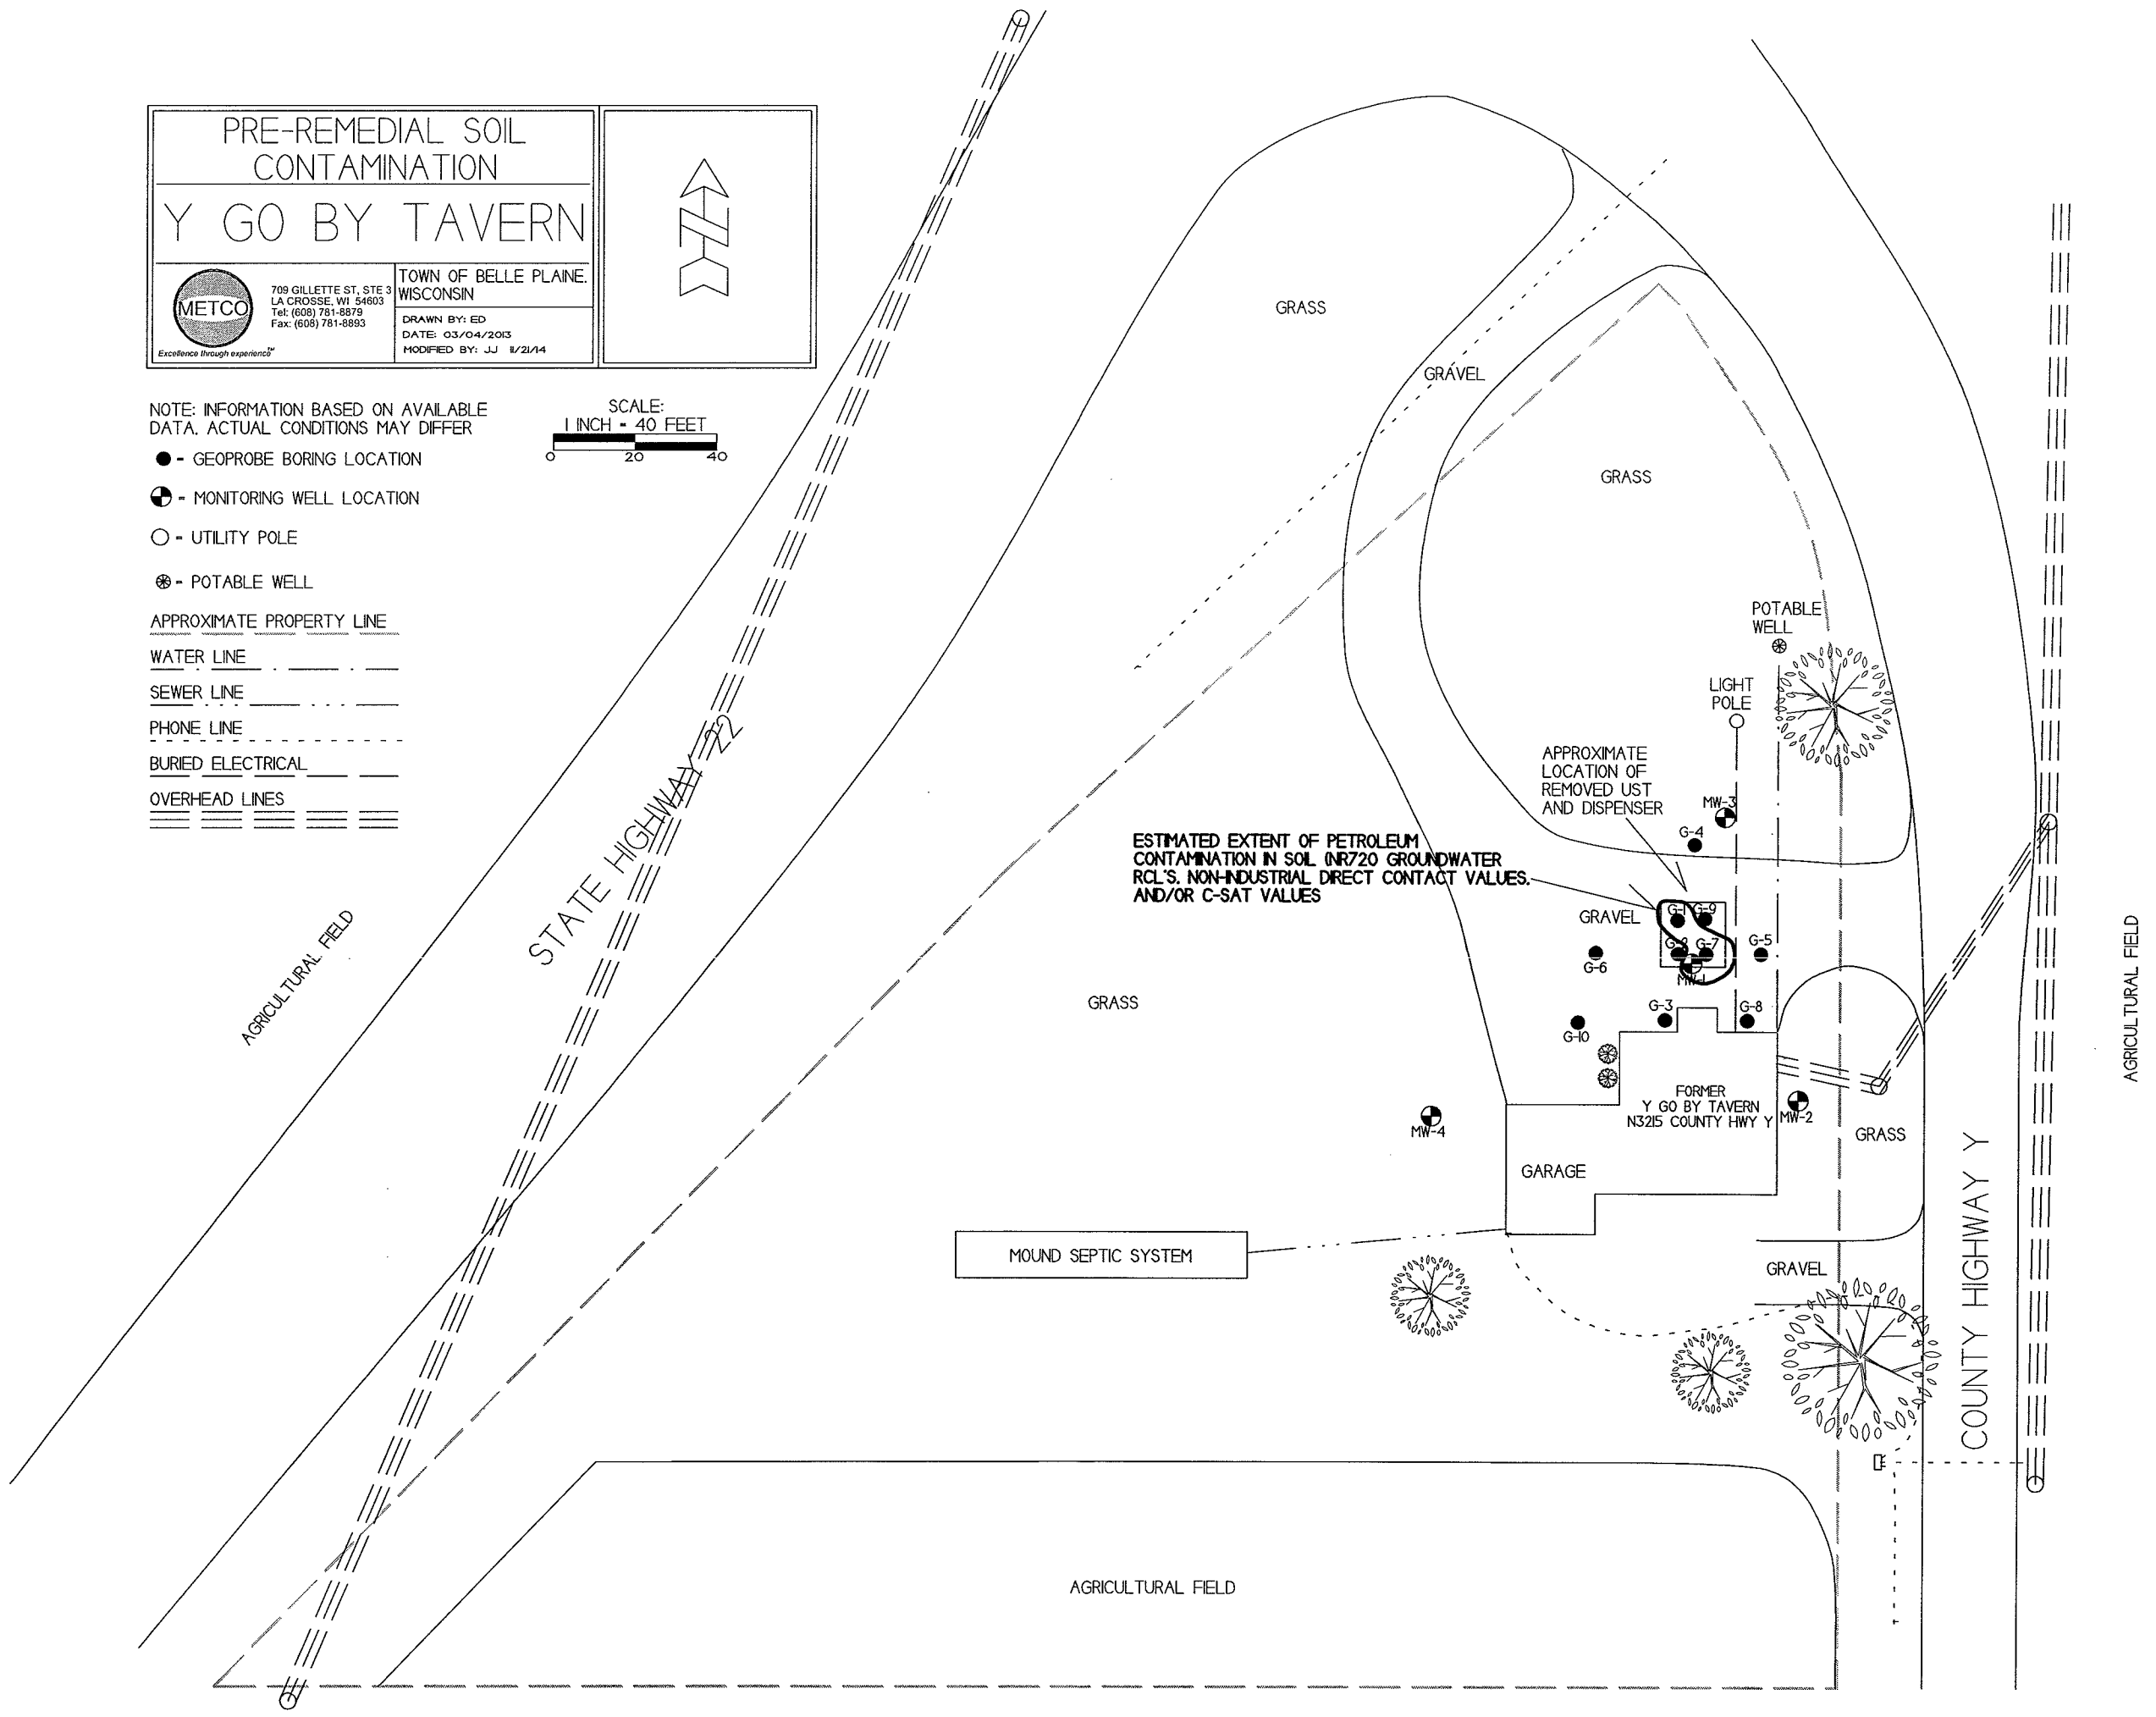 PRE-REMEDIAL SOIL
CONTAMINATION
Y GO BY TAVERN
METCO
Excellence through experience™
709 GILLETTE ST, STE 3
LA CROSSE, WI 54603
Tel: (608) 781-8879
Fax: (608) 781-8893
TOWN OF BELLE PLAINE.
WISCONSIN
DRAWN BY: ED
DATE: 03/04/2013
MODIFIED BY: JJ 11/21/14
N
NOTE: INFORMATION BASED ON AVAILABLE
DATA. ACTUAL CONDITIONS MAY DIFFER
SCALE:
1 INCH = 40 FEET
0 20 40
- GEOPROBE BORING LOCATION
- MONITORING WELL LOCATION
- UTILITY POLE
- POTABLE WELL
APPROXIMATE PROPERTY LINE
WATER LINE
SEWER LINE
PHONE LINE
BURIED ELECTRICAL
OVERHEAD LINES
AGRICULTURAL FIELD
STATE HIGHWAY 22
GRASS
GRAVEL
GRASS
POTABLE
WELL
LIGHT
POLE
APPROXIMATE
LOCATION OF
REMOVED UST
AND DISPENSER
MW-3
G-4
ESTIMATED EXTENT OF PETROLEUM
CONTAMINATION IN SOIL (NR720 GROUNDWATER
RCL'S. NON-INDUSTRIAL DIRECT CONTACT VALUES.
AND/OR C-SAT VALUES
GRAVEL
G-1
G-9
G-2
G-7
G-5
G-6
MW-1
GRASS
G-3
G-8
G-10
FORMER
Y GO BY TAVERN
N3215 COUNTY HWY Y
MW-2
MW-4
GRASS
GARAGE
MOUND SEPTIC SYSTEM
GRAVEL
COUNTY HIGHWAY Y
AGRICULTURAL FIELD
AGRICULTURAL FIELD